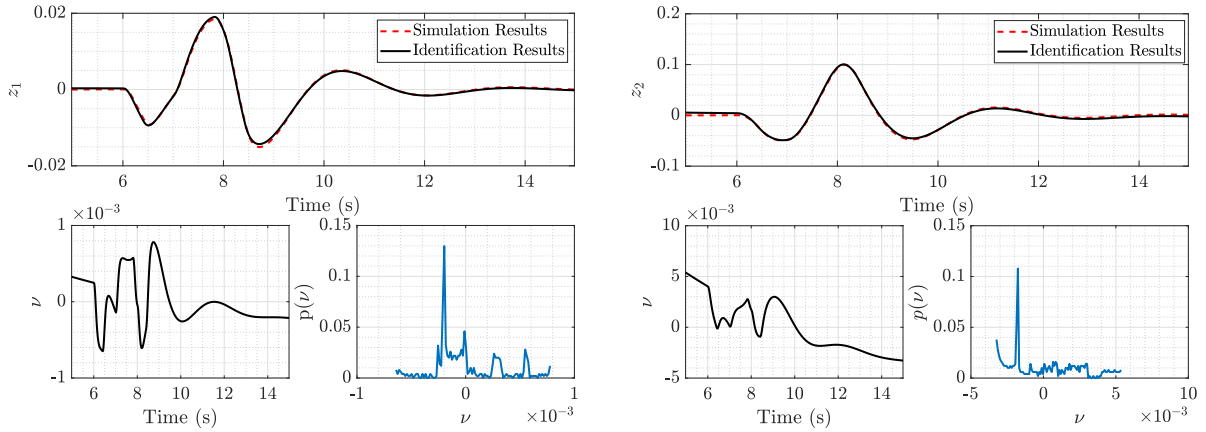 0.02
0
-0.02
z1
6 8 10 12 14
Time (s)
Simulation Results
Identification Results
0.2
0.1
0
-0.1
z2
6 8 10 12 14
Time (s)
Simulation Results
Identification Results
×10⁻³
1
0
-1
ν
6 8 10 12 14
Time (s)
0.15
0.1
0.05
0
p(ν)
-1 0 1
ν ×10⁻³
×10⁻³
10
5
0
-5
ν
6 8 10 12 14
Time (s)
0.15
0.1
0.05
0
p(ν)
-5 0 5 10
ν ×10⁻³